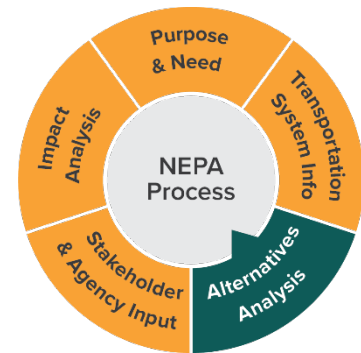 Purpose
& Need
Transportation
System Info
Alternatives
Analysis
Stakeholder
& Agency Input
Impact
Analysis
NEPA
Process